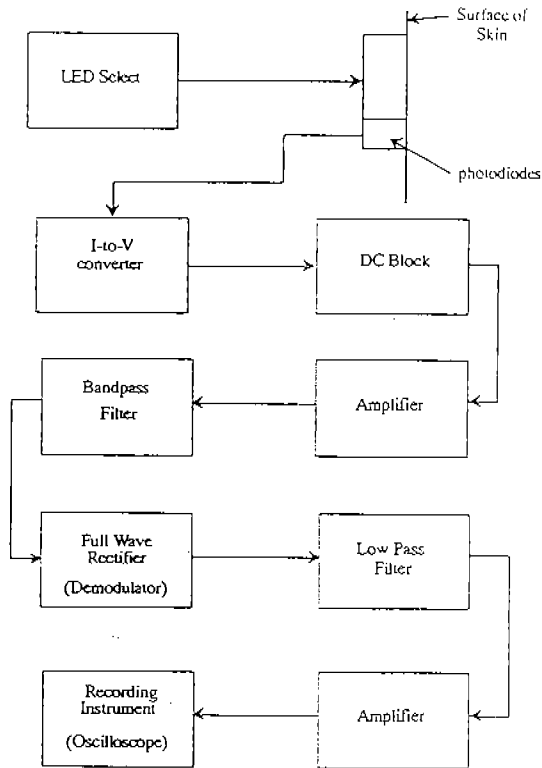 Surface of
Skin
LED Select
photodiodes
I-to-V
converter
DC Block
Bandpass
Filter
Amplifier
Full Wave
Rectifier
(Demodulator)
Low Pass
Filter
Recording
Instrument
(Oscilloscope)
Amplifier